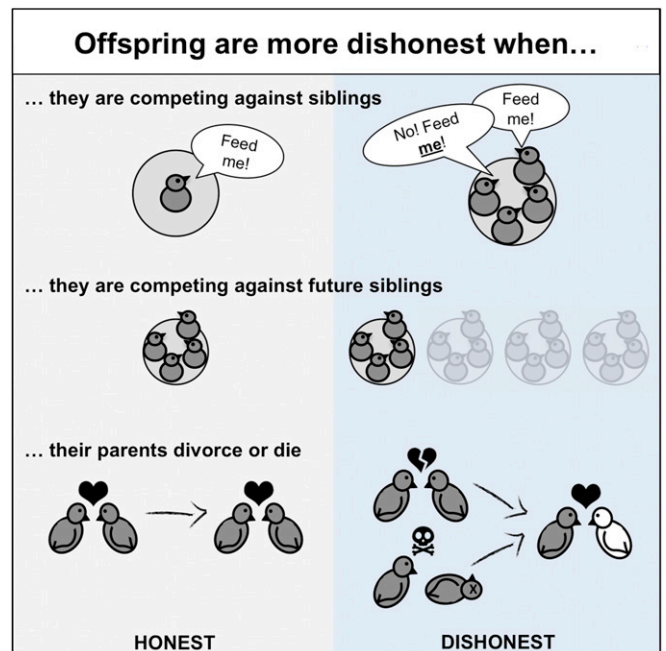 Offspring are more dishonest when…
… they are competing against siblings
Feed
me!
No! Feed
me!
Feed
me!
… they are competing against future siblings
… their parents divorce or die
x
HONEST
DISHONEST